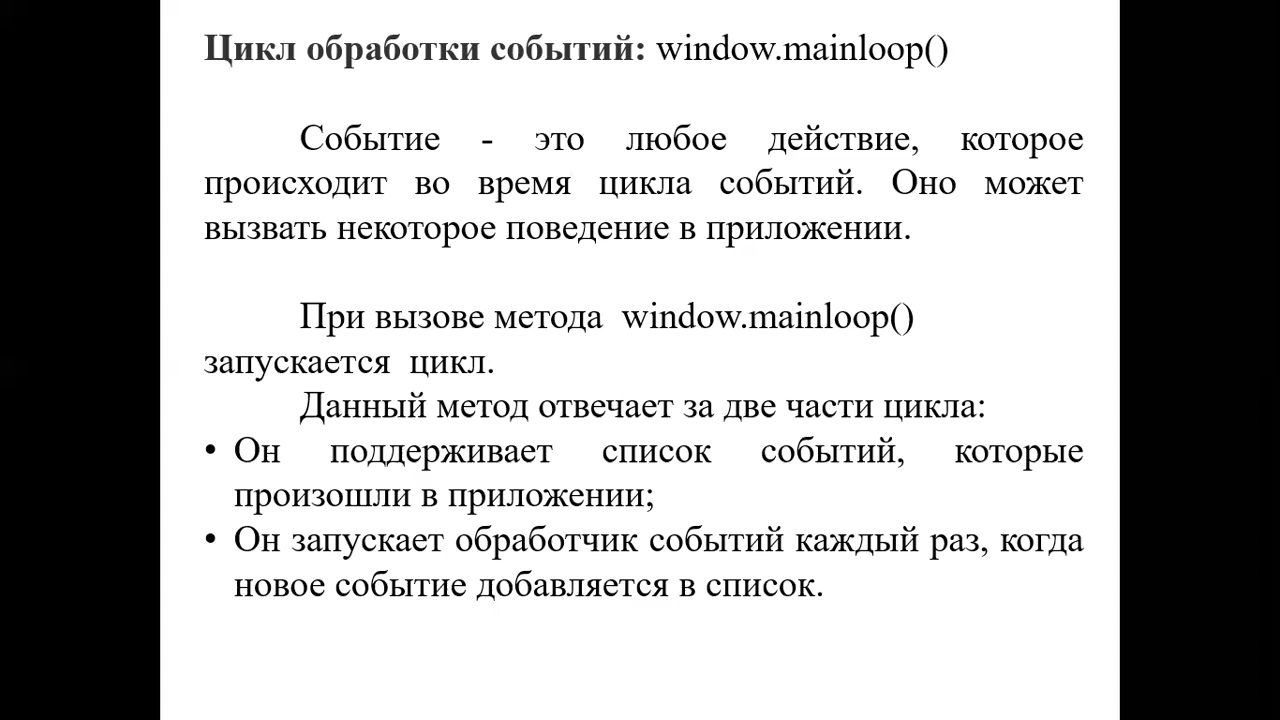 Цикл обработки событий: window.mainloop()
Событие - это любое действие, которое
происходит во время цикла событий. Оно может
вызвать некоторое поведение в приложении.
При вызове метода window.mainloop()
запускается цикл.
Данный метод отвечает за две части цикла:
• Он поддерживает список событий, которые
произошли в приложении;
• Он запускает обработчик событий каждый раз, когда
новое событие добавляется в список.